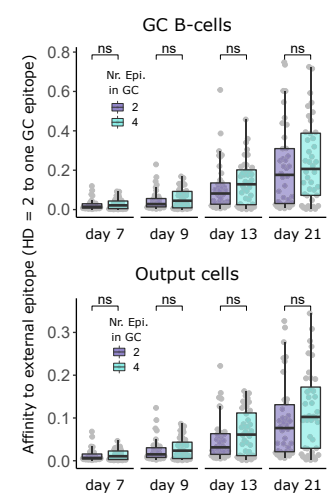 GC B-cells
ns ns ns ns
Nr. Epi.
in GC
2
4
0.8
0.6
0.4
0.2
0.0
day 7 day 9 day 13 day 21
Affinity to external epitope (HD = 2 to one GC epitope)
Output cells
ns ns ns ns
Nr. Epi.
in GC
2
4
0.3
0.2
0.1
0.0
day 7 day 9 day 13 day 21